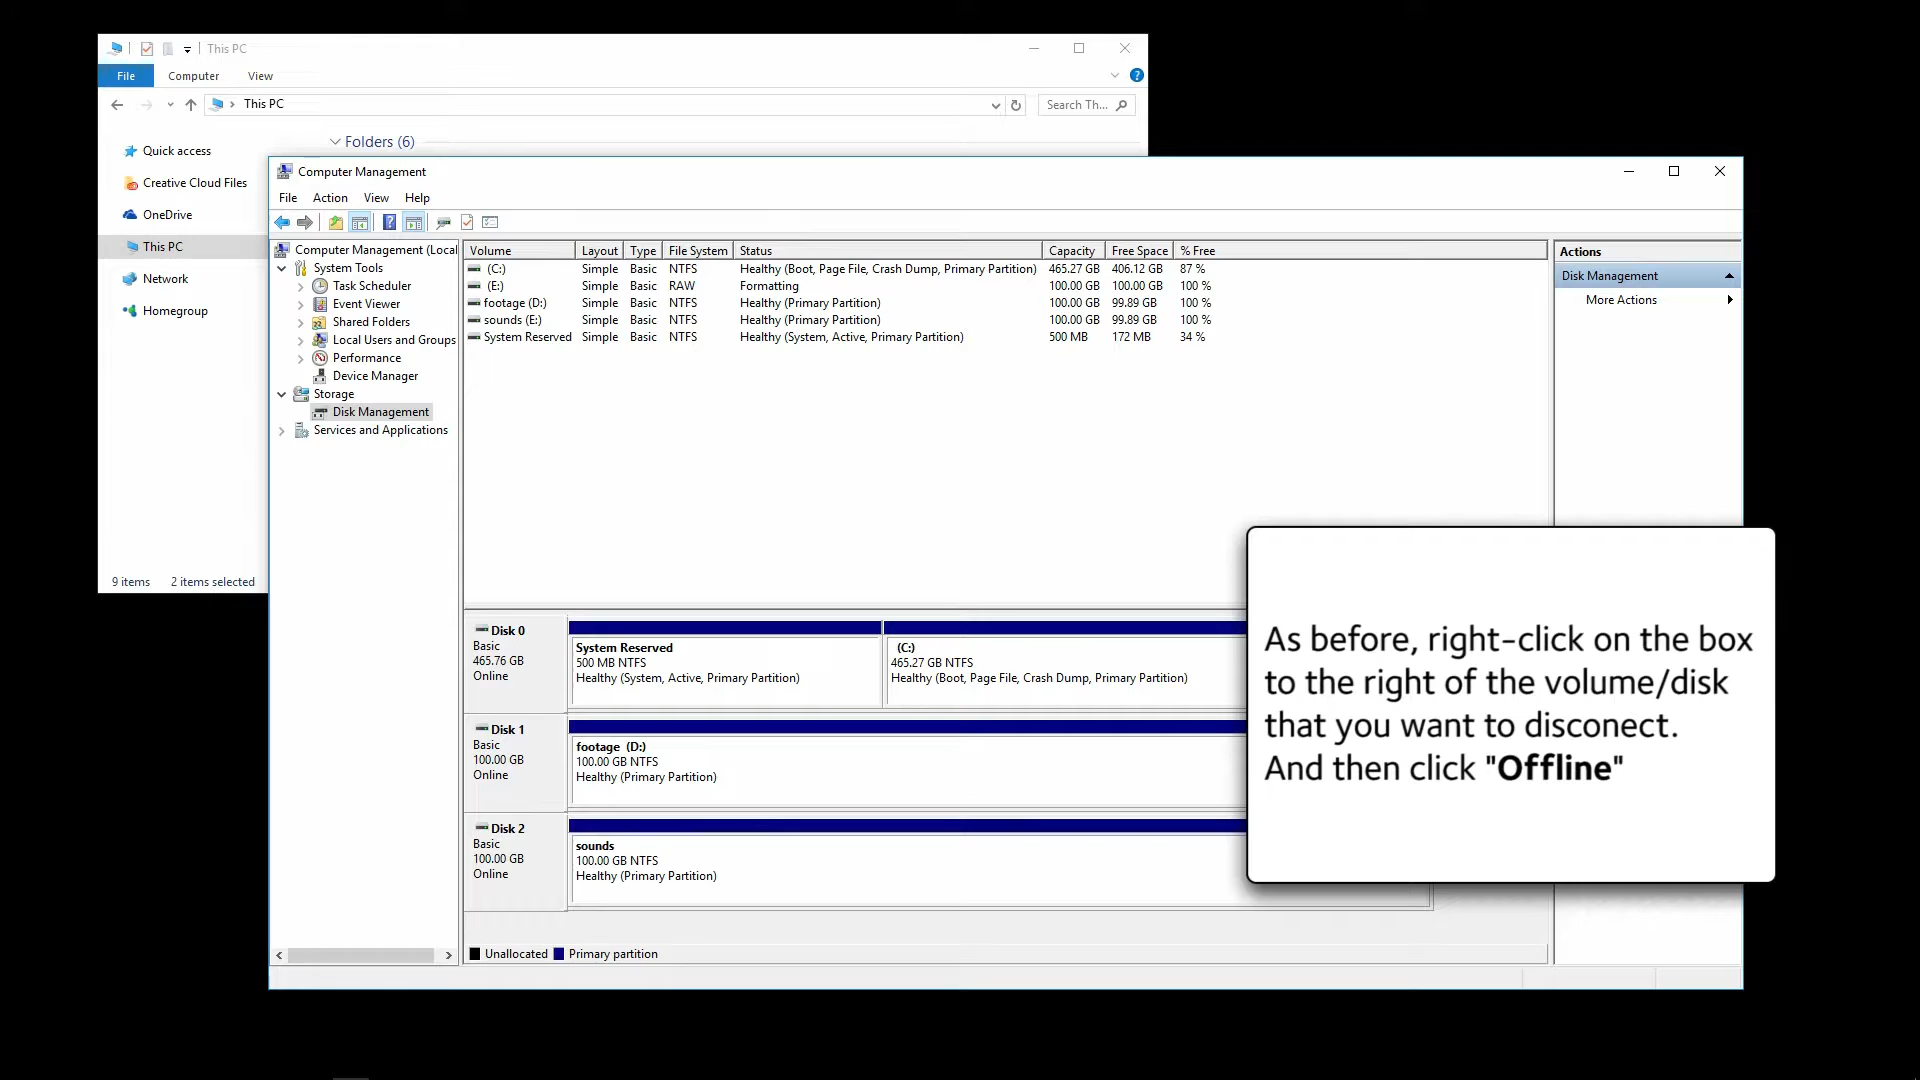 This PC
File Computer View
This PC Search Th...
Quick access
Creative Cloud Files
OneDrive
This PC
Network
Homegroup
Folders (6)
9 items 2 items selected
Computer Management
File Action View Help
Computer Management (Local
System Tools
Task Scheduler
Event Viewer
Shared Folders
Local Users and Groups
Performance
Device Manager
Storage
Disk Management
Services and Applications
Volume Layout Type File System Status Capacity Free Space % Free
(C:) Simple Basic NTFS Healthy (Boot, Page File, Crash Dump, Primary Partition) 465.27 GB 406.12 GB 87 %
(E:) Simple Basic RAW Formatting 100.00 GB 100.00 GB 100 %
footage (D:) Simple Basic NTFS Healthy (Primary Partition) 100.00 GB 99.89 GB 100 %
sounds (E:) Simple Basic NTFS Healthy (Primary Partition) 100.00 GB 99.89 GB 100 %
System Reserved Simple Basic NTFS Healthy (System, Active, Primary Partition) 500 MB 172 MB 34 %
Actions
Disk Management
More Actions
Disk 0
Basic
465.76 GB
Online
System Reserved
500 MB NTFS
Healthy (System, Active, Primary Partition)
(C:)
465.27 GB NTFS
Healthy (Boot, Page File, Crash Dump, Primary Partition)
Disk 1
Basic
100.00 GB
Online
footage (D:)
100.00 GB NTFS
Healthy (Primary Partition)
Disk 2
Basic
100.00 GB
Online
sounds
100.00 GB NTFS
Healthy (Primary Partition)
Unallocated Primary partition
As before, right-click on the box
to the right of the volume/disk
that you want to disconect.
And then click "Offline"